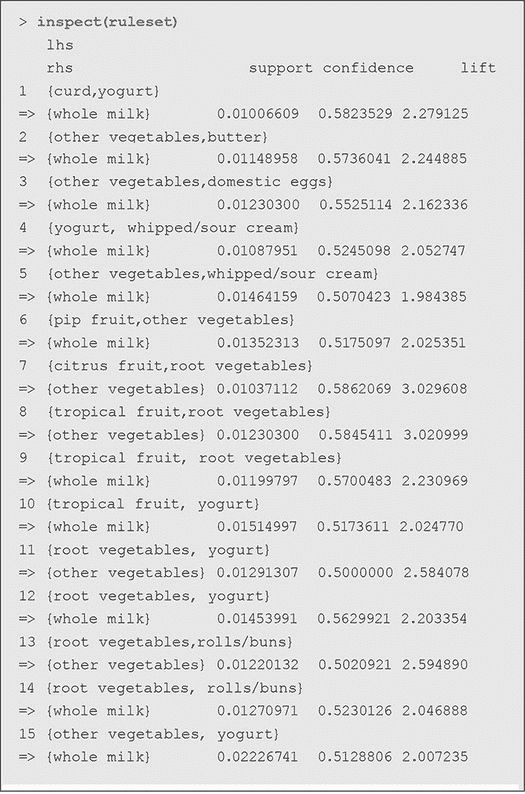 > inspect(ruleset)
lhs
rhs support confidence lift
1 {curd,yogurt}
=> {whole milk} 0.01006609 0.5823529 2.279125
2 {other vegetables,butter}
=> {whole milk} 0.01148958 0.5736041 2.244885
3 {other vegetables,domestic eggs}
=> {whole milk} 0.01230300 0.5525114 2.162336
4 {yogurt, whipped/sour cream}
=> {whole milk} 0.01087951 0.5245098 2.052747
5 {other vegetables,whipped/sour cream}
=> {whole milk} 0.01464159 0.5070423 1.984385
6 {pip fruit,other vegetables}
=> {whole milk} 0.01352313 0.5175097 2.025351
7 {citrus fruit,root vegetables}
=> {other vegetables} 0.01037112 0.5862069 3.029608
8 {tropical fruit,root vegetables}
=> {other vegetables} 0.01230300 0.5845411 3.020999
9 {tropical fruit, root vegetables}
=> {whole milk} 0.01199797 0.5700483 2.230969
10 {tropical fruit, yogurt}
=> {whole milk} 0.01514997 0.5173611 2.024770
11 {root vegetables, yogurt}
=> {other vegetables} 0.01291307 0.5000000 2.584078
12 {root vegetables, yogurt}
=> {whole milk} 0.01453991 0.5629921 2.203354
13 {root vegetables,rolls/buns}
=> {other vegetables} 0.01220132 0.5020921 2.594890
14 {root vegetables, rolls/buns}
=> {whole milk} 0.01270971 0.5230126 2.046888
15 {other vegetables, yogurt}
=> {whole milk} 0.02226741 0.5128806 2.007235